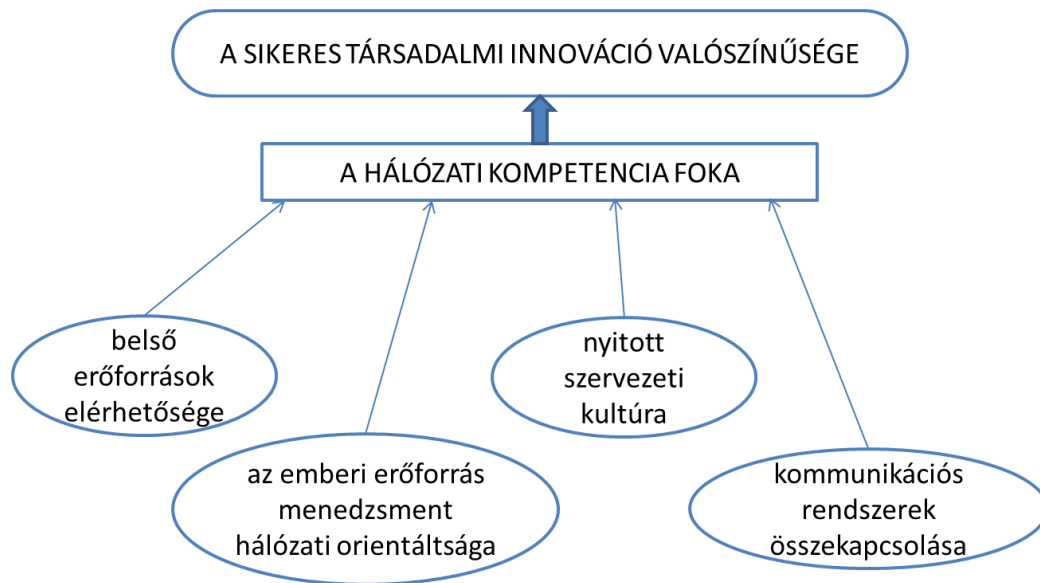 A SIKERES TÁRSADALMI INNOVÁCIÓ VALÓSZÍNŰSÉGE
A HÁLÓZATI KOMPETENCIA FOKA
belső
erőforrások
elérhetősége
az emberi erőforrás
menedzsment
hálózati orientáltsága
nyitott
szervezeti
kultúra
kommunikációs
rendszerek
összekapcsolása